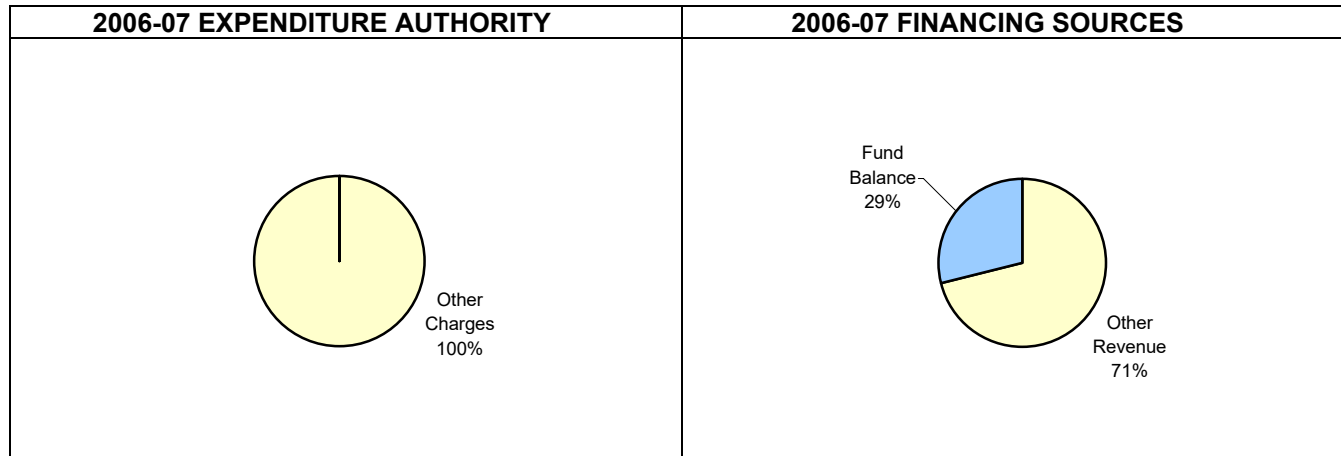 2006-07 EXPENDITURE AUTHORITY
2006-07 FINANCING SOURCES
Other
Charges
100%
Fund
Balance
29%
Other
Revenue
71%